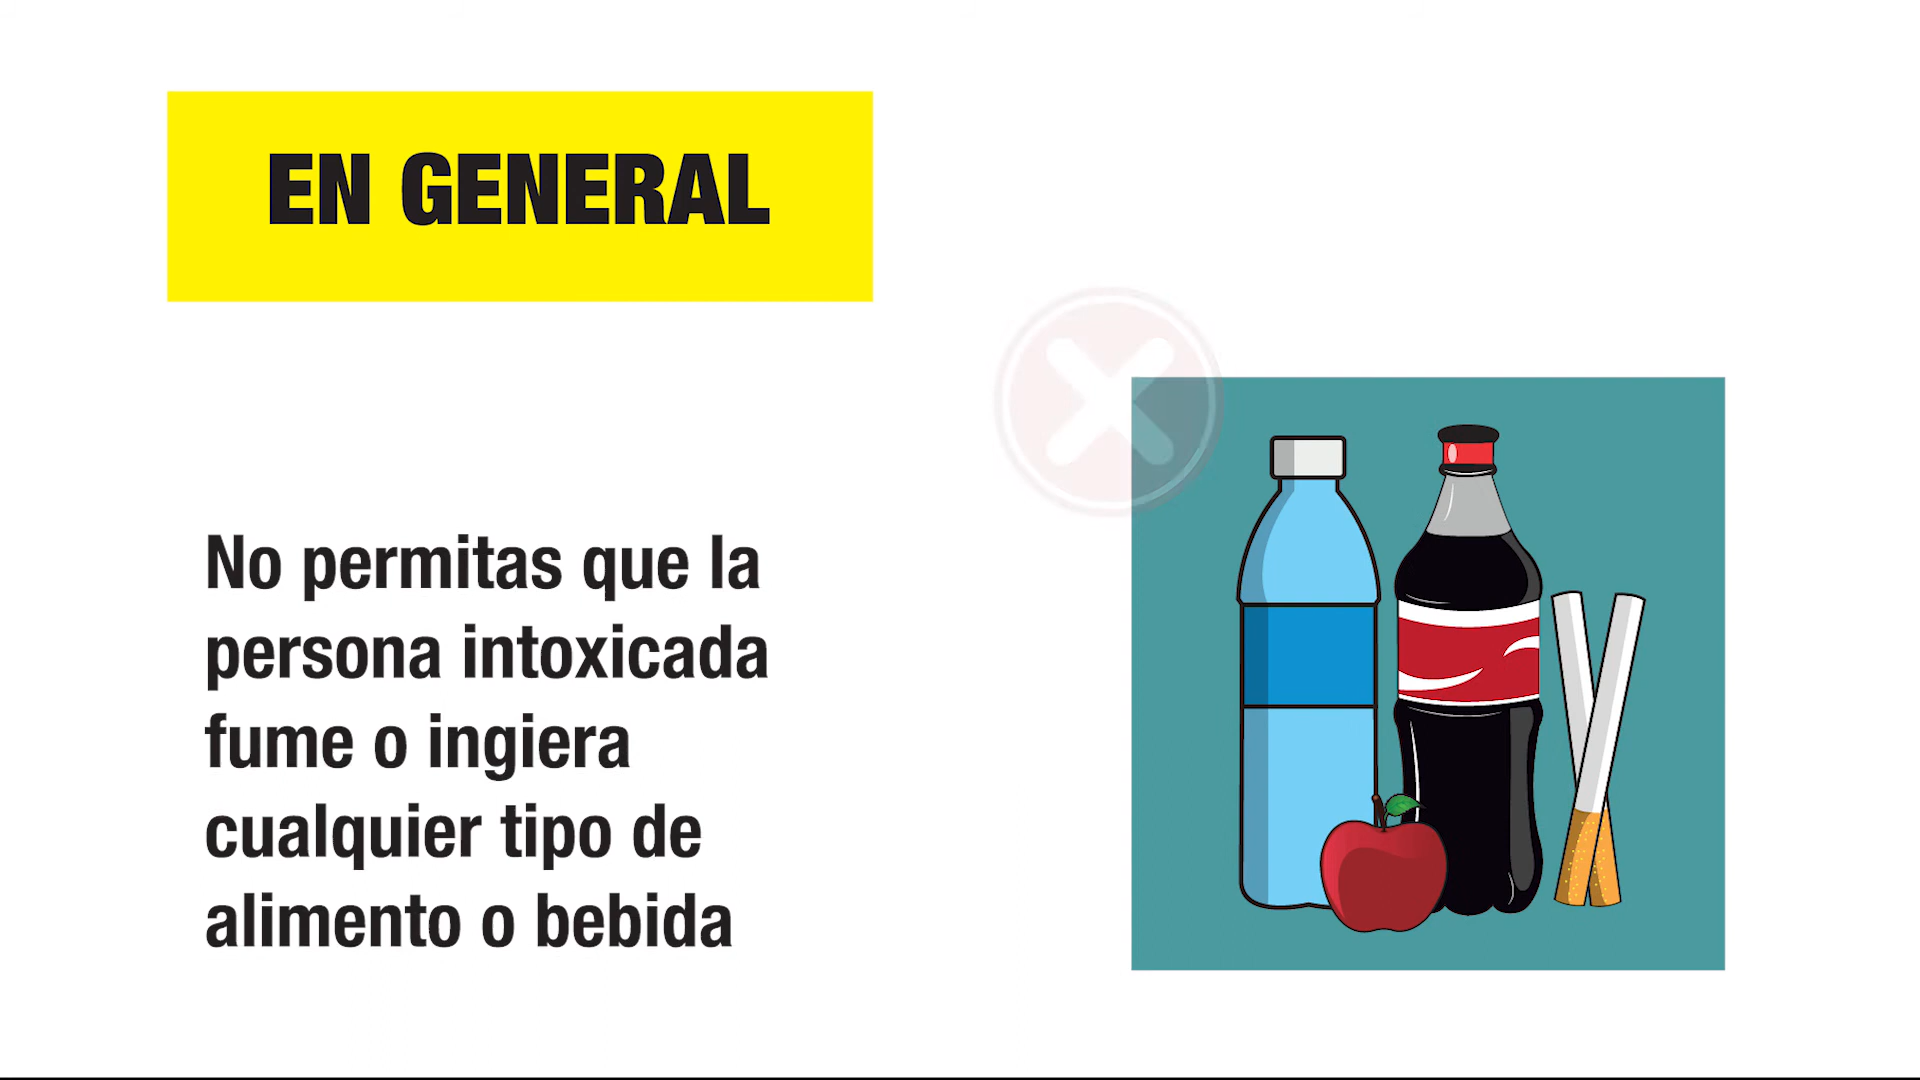 EN GENERAL
No permitas que la
persona intoxicada
fume o ingiera
cualquier tipo de
alimento o bebida